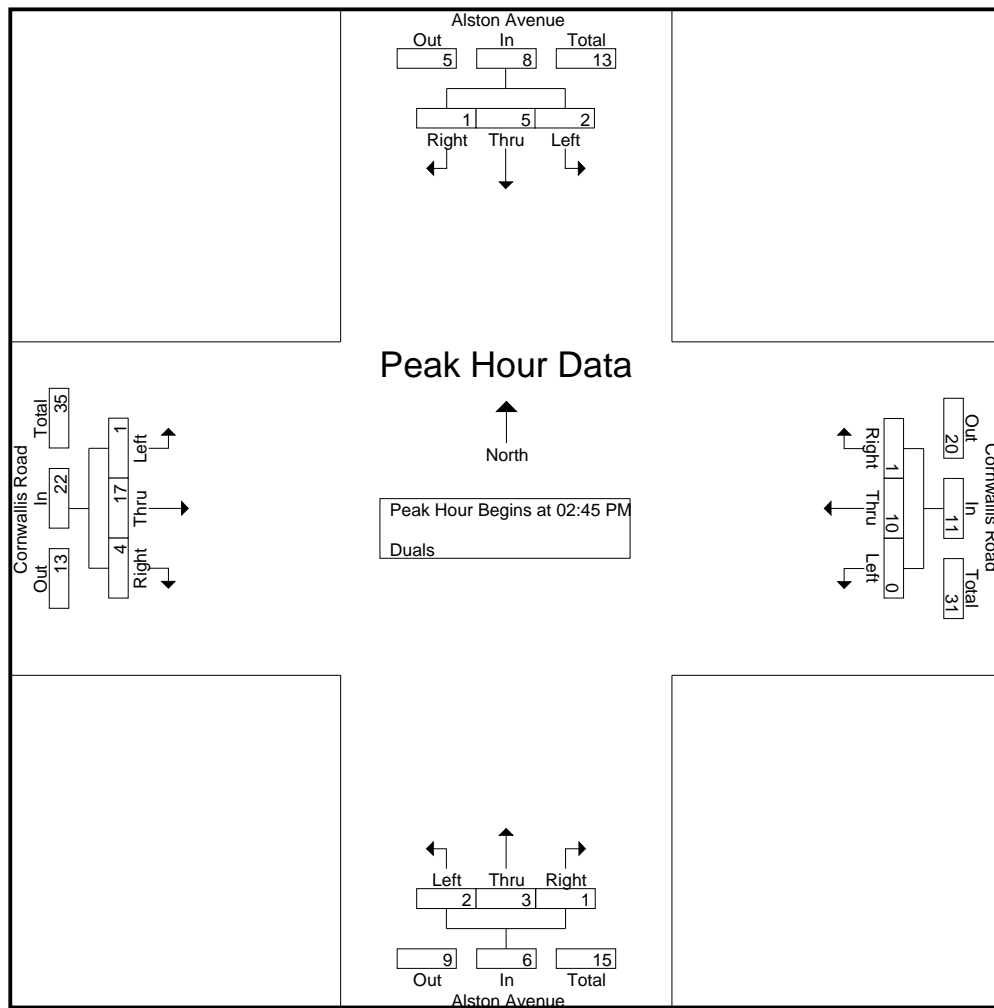 Alston Avenue
Out In Total
5 8 13
1 5 2
Right Thru Left
Peak Hour Data
North
Peak Hour Begins at 02:45 PM
Duals
Cornwallis Road
Total In Out
35 22 13
1 17 4
Left Thru Right
Cornwallis Road
Out In Total
20 11 31
1 10 0
Right Thru Left
Left Thru Right
2 3 1
9 6 15
Out In Total
Alston Avenue